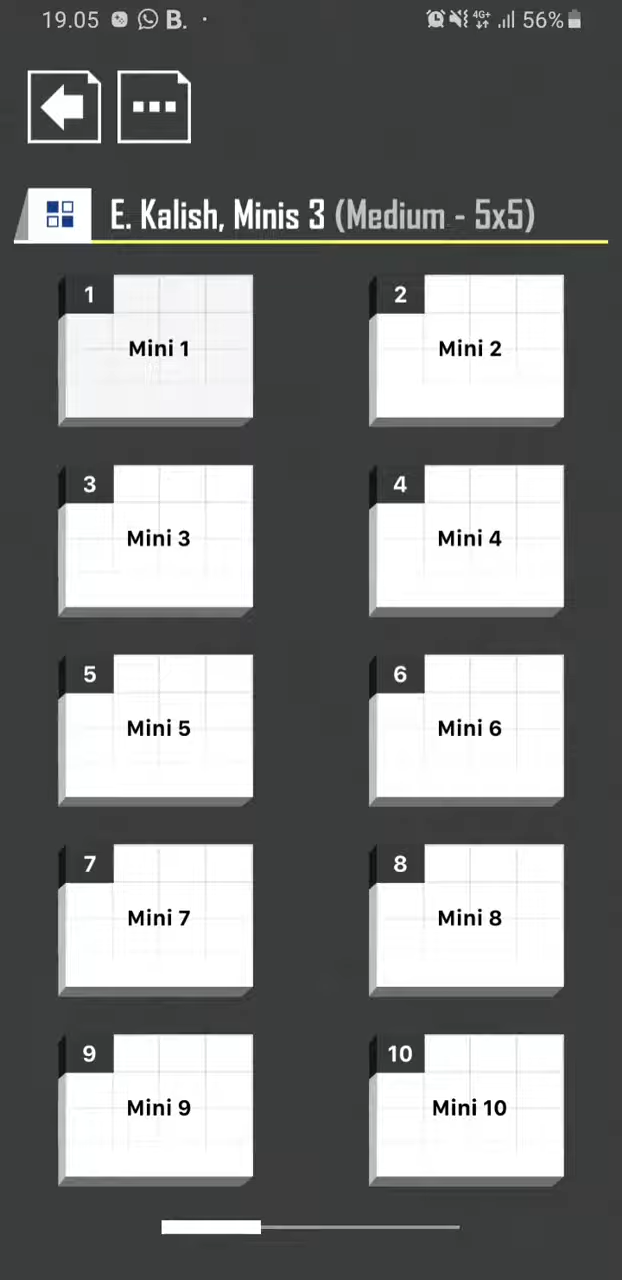 19.05 B. 4G+ 56%
E. Kalish, Minis 3 (Medium - 5x5)
1 2
Mini 1 Mini 2
3 4
Mini 3 Mini 4
5 6
Mini 5 Mini 6
7 8
Mini 7 Mini 8
9 10
Mini 9 Mini 10